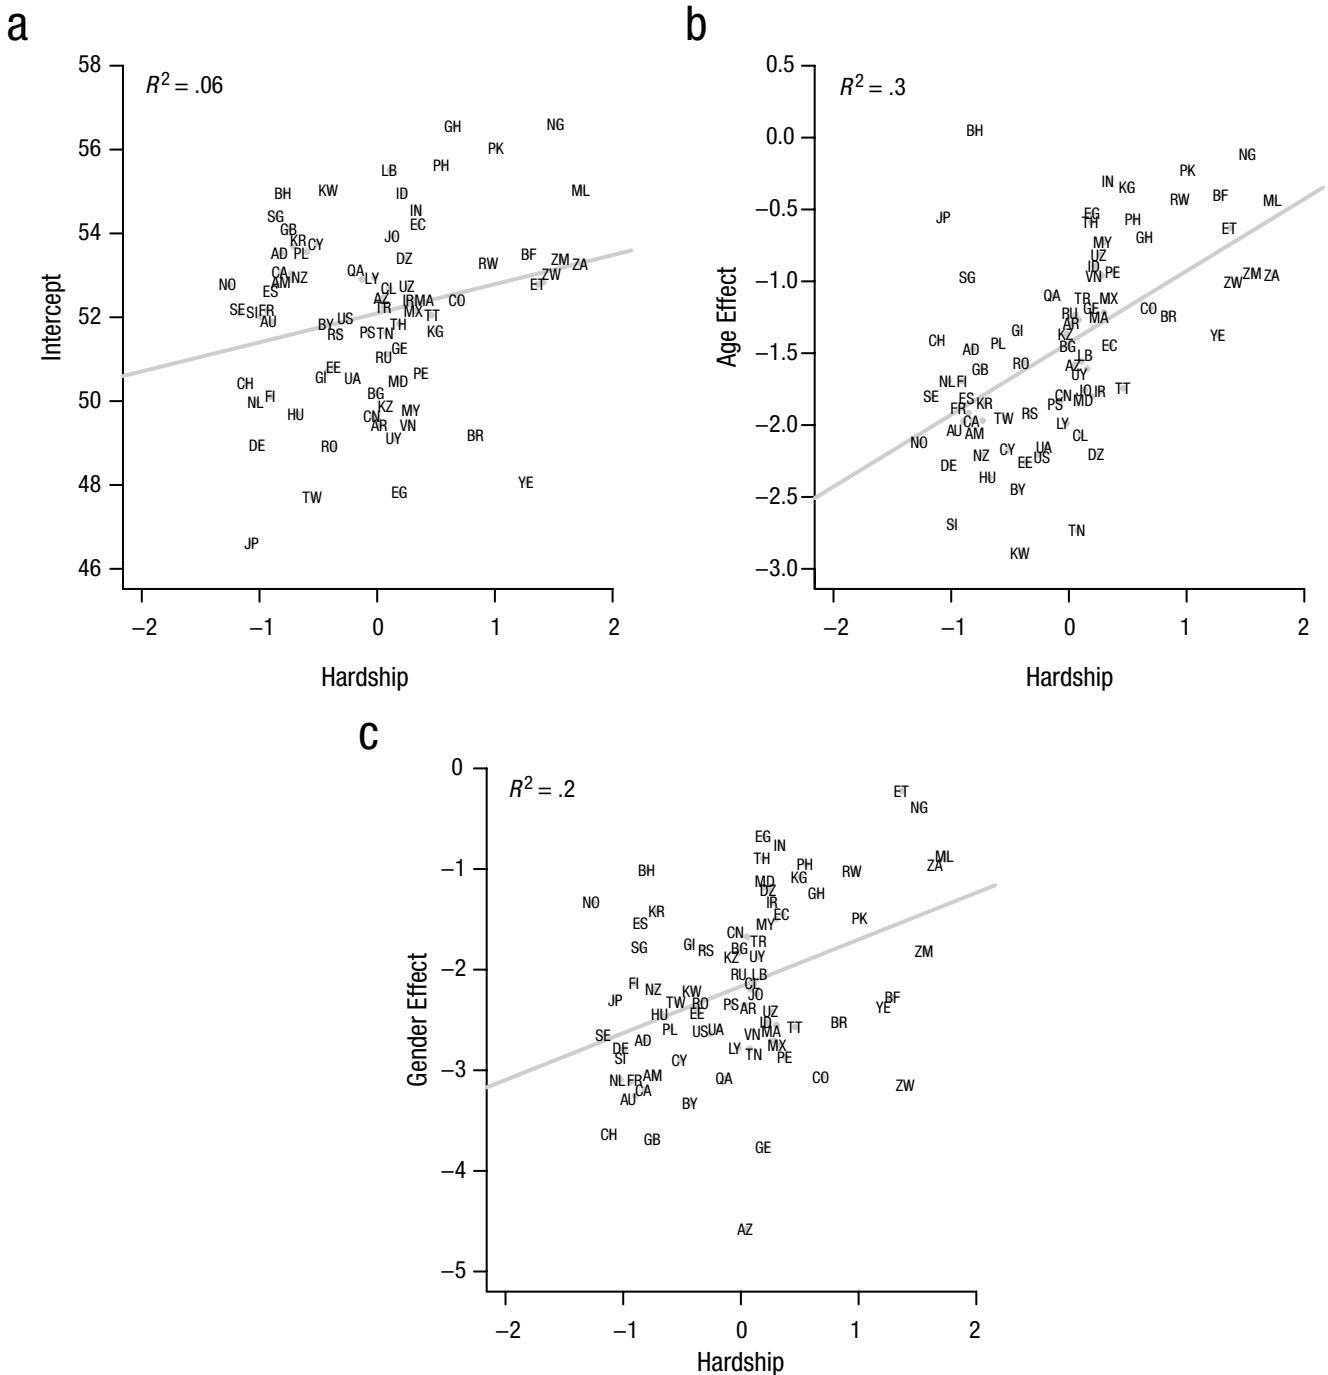 a
R² = .06
58
56
54
52
50
48
46
Intercept
GH
NG
PK
PH
LB
ML
KW
BH
ID
IN
SG
EC
GB
JO
KR
CY
AD
PL
DZ
BF
RW
ZM
ZA
CA
QA
ZW
NZ
LY
NO
AM
ET
ES
CL
UZ
AZ
IR
MA
CO
SE
SI
FR
TR
MX
TT
AU
BY
US
TH
RS
PS
TN
KG
GE
RU
EE
PE
GI
UA
MD
CH
BG
FI
NL
KZ
HU
CN
MZ
AR
VN
BR
UY
DE
RO
YE
EG
TW
JP
−2
−1
0
1
2
Hardship
b
R² = .3
0.5
0.0
−0.5
−1.0
−1.5
−2.0
−2.5
−3.0
Age Effect
BH
NG
PK
IN
KG
RW
BF
ML
JP
EG
TH
PH
ET
GH
MY
UZ
ID
VN
PE
SG
ZM
ZA
ZW
QA
TR
MX
GE
CO
RU
MA
BR
AR
GI
KZ
YE
CH
PL
BG
EC
AD
LB
RO
AZ
GB
UY
NL
RI
TT
JO
IR
SE
ES
CN
MD
FR
KR
PS
RS
TW
CA
LY
AU
AM
CL
NO
CY
UA
NZ
US
DZ
DE
EE
HU
BY
SI
TN
KW
−2
−1
0
1
2
Hardship
c
R² = .2
0
−1
−2
−3
−4
−5
Gender Effect
ET
NG
EG
IN
TH
ML
PH
ZA
BH
RW
KG
MD
DZ
GH
NO
IR
KR
EC
PK
ES
MY
CN
TR
SG
GI
RS
BG
ZM
KZ
UY
RU
LB
FI
CL
NZ
KW
JO
BF
JP
TW
RO
PS
AR
YE
HU
EE
UZ
ID
BR
PL
US
UA
MA
TT
SE
AD
VN
MX
DE
LY
TN
SI
CY
PE
NL
FR
AM
QA
CO
CA
ZW
AU
BY
CH
GB
GE
AZ
−2
−1
0
1
2
Hardship